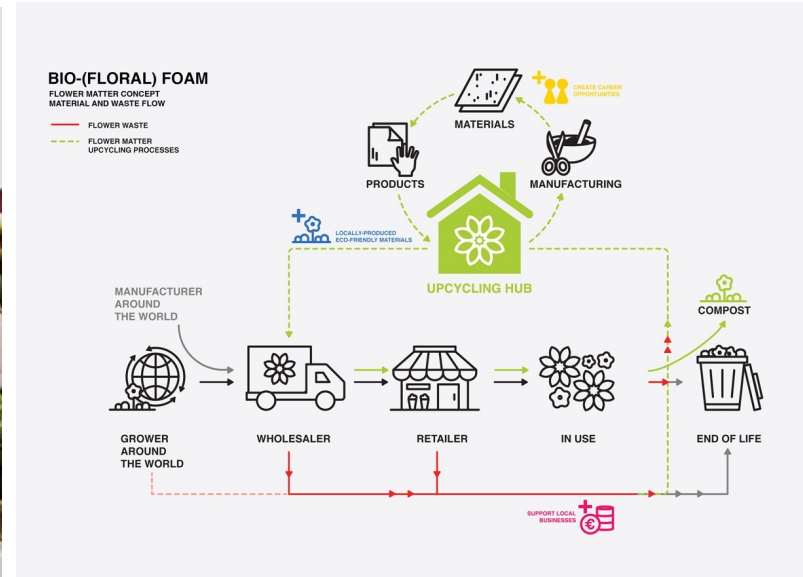 BIO-(FLORAL) FOAM
FLOWER MATTER CONCEPT
MATERIAL AND WASTE FLOW
FLOWER WASTE
FLOWER MATTER
UPCYCLING PROCESSES
MATERIALS
CREATE CAREER
OPPORTUNITIES
PRODUCTS
MANUFACTURING
LOCALLY-PRODUCED
ECO-FRIENDLY MATERIALS
UPCYCLING HUB
MANUFACTURER
AROUND
THE WORLD
COMPOST
GROWER
AROUND
THE WORLD
WHOLESALER
RETAILER
IN USE
END OF LIFE
SUPPORT LOCAL
BUSINESSES
€